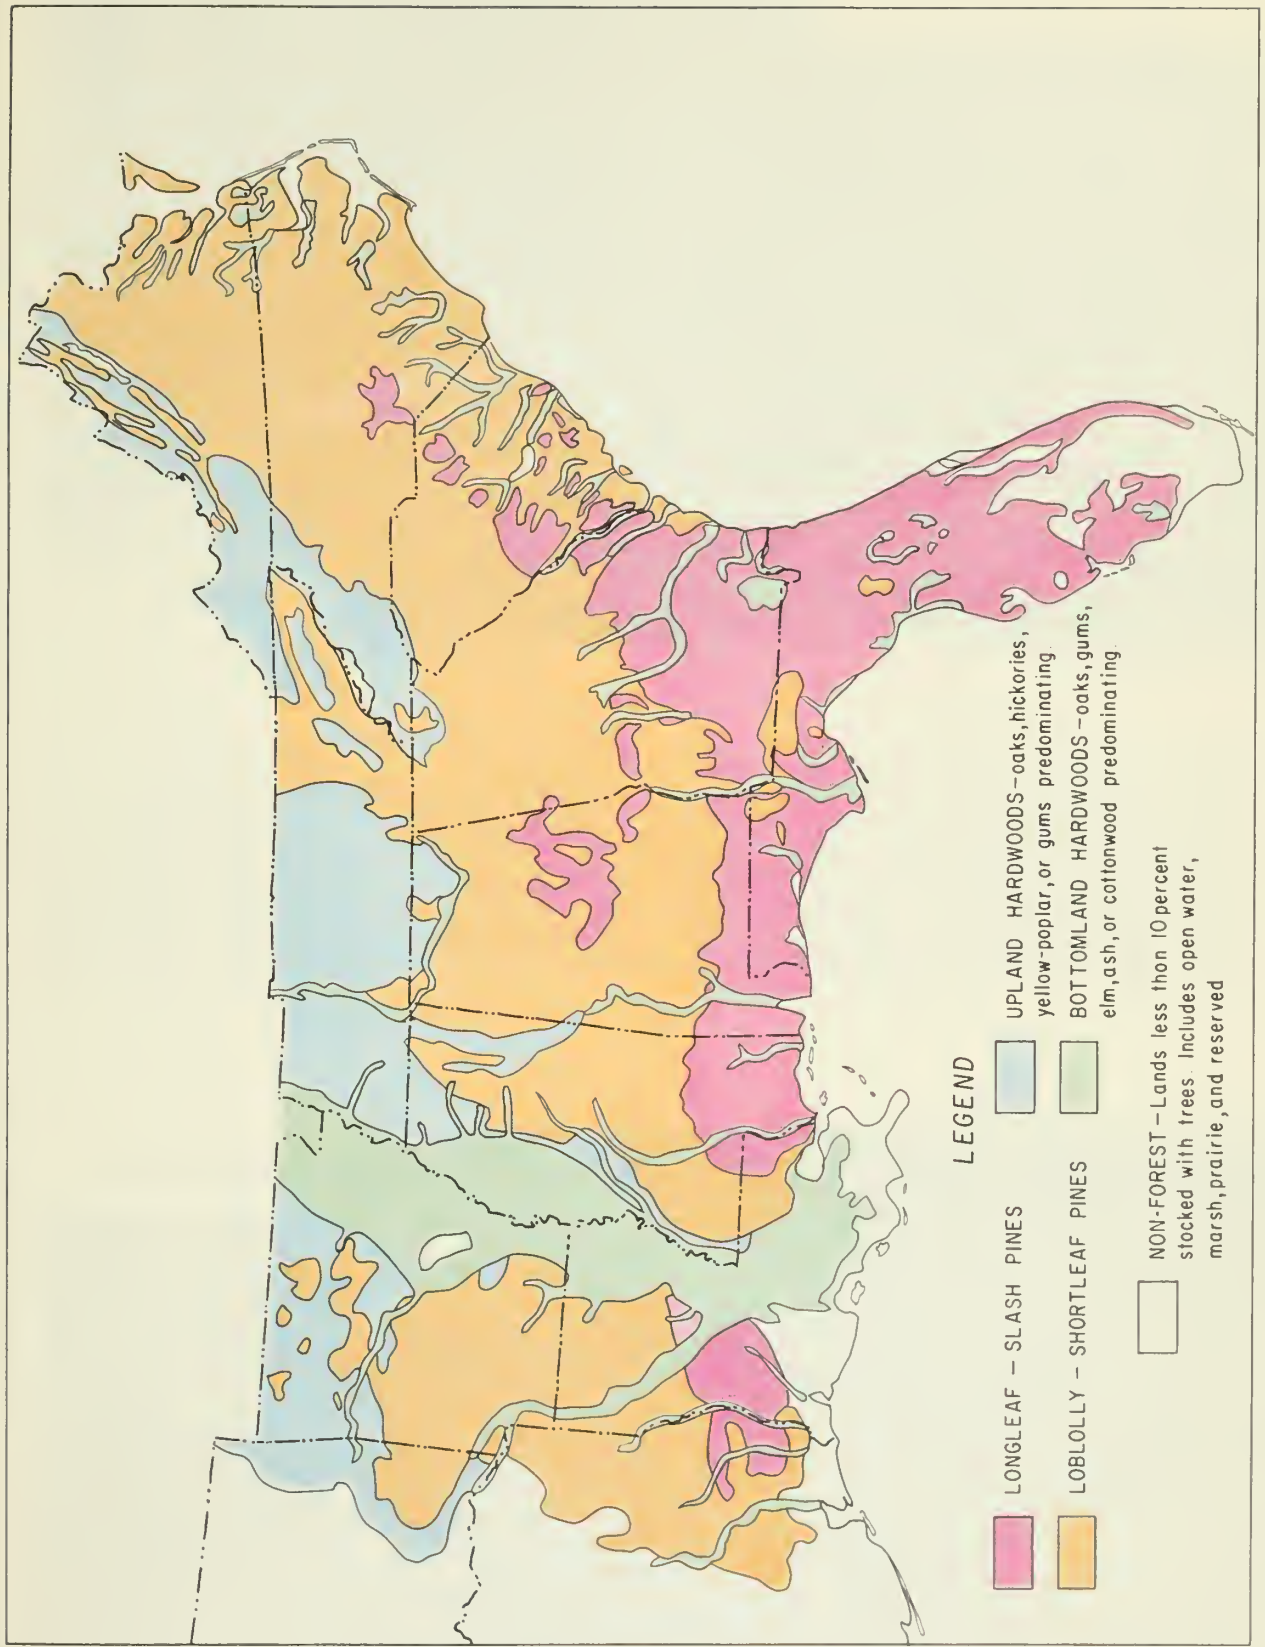 LEGEND
LONGLEAF – SLASH PINES
LOBLOLLY – SHORTLEAF PINES
UPLAND HARDWOODS – oaks, hickories,
yellow-poplar, or gums predominating.
BOTTOMLAND HARDWOODS – oaks, gums,
elm, ash, or cottonwood predominating.
NON-FOREST – Lands less than 10 percent
stocked with trees. Includes open water,
marsh, prairie, and reserved